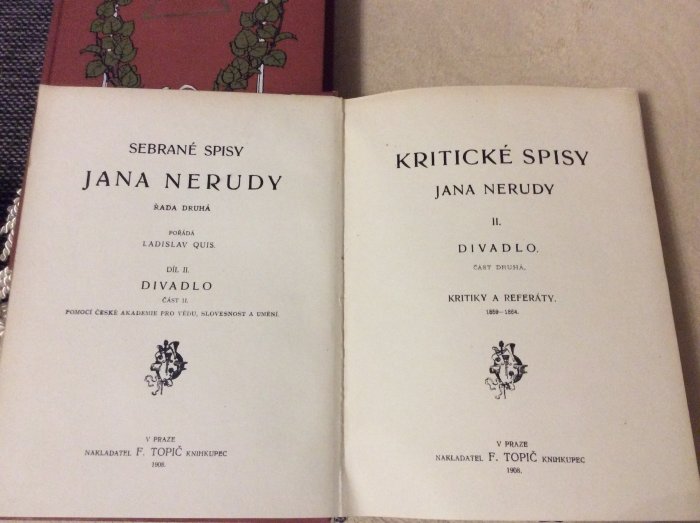 SEBRANÉ SPISY
JANA NERUDY
ŘADA DRUHÁ
POŘÁDÁ
LADISLAV QUIS.
DÍL II.
DIVADLO
ČÁST II.
POMOCÍ ČESKÉ AKADEMIE PRO VĚDU, SLOVESNOST A UMĚNÍ.
V PRAZE
NAKLADATEL F. TOPIČ KNIHKUPEC
1908.
KRITICKÉ SPISY
JANA NERUDY
II.
DIVADLO.
ČÁST DRUHÁ.
KRITIKY A REFERÁTY.
1859—1864.
V PRAZE
NAKLADATEL F. TOPIČ KNIHKUPEC
1908.